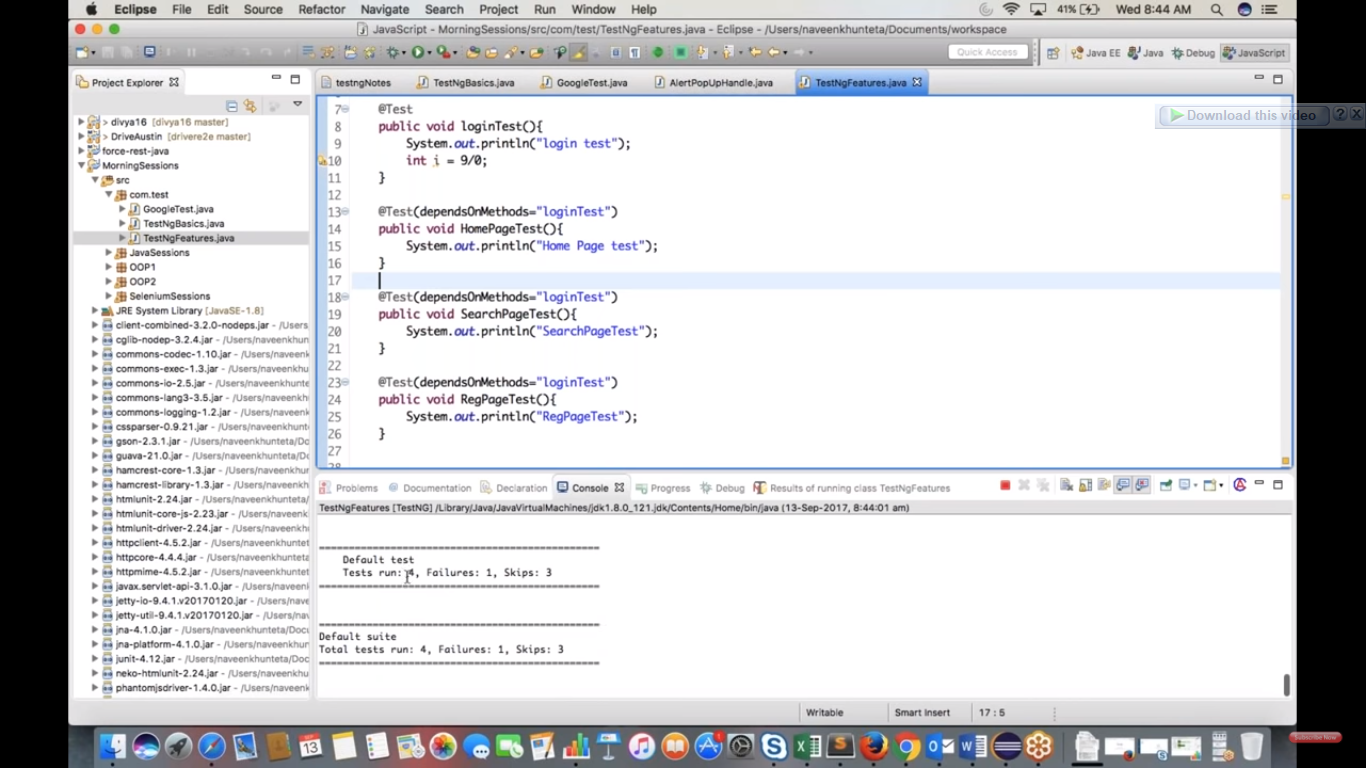 Eclipse File Edit Source Refactor Navigate Search Project Run Window Help
41% Wed 8:44 AM
JavaScript - MorningSessions/src/com/test/TestNgFeatures.java - Eclipse - /Users/naveenkhunteta/Documents/workspace
Quick Access Java EE Java Debug JavaScript
Project Explorer
testngNotes TestNgBasics.java GoogleTest.java AlertPopUpHandle.java TestNgFeatures.java
Download this video
> divya16 [divya16 master]
> DriveAustin [drivere2e master]
force-rest-java
MorningSessions
src
com.test
GoogleTest.java
TestNgBasics.java
TestNgFeatures.java
JavaSessions
OOP1
OOP2
SeleniumSessions
JRE System Library [JavaSE-1.8]
client-combined-3.2.0-nodeps.jar - /Users
cglib-nodep-3.2.4.jar - /Users/naveenkhunt
commons-codec-1.10.jar - /Users/naveenk
commons-exec-1.3.jar - /Users/naveenkhu
commons-io-2.5.jar - /Users/naveenkhunt
commons-lang3-3.5.jar - /Users/naveenkh
commons-logging-1.2.jar - /Users/naveenk
cssparser-0.9.21.jar - /Users/naveenkhunt
gson-2.3.1.jar - /Users/naveenkhunteta/Do
guava-21.0.jar - /Users/naveenkhunteta/Do
hamcrest-core-1.3.jar - /Users/naveenkhu
hamcrest-library-1.3.jar - /Users/naveenkh
htmlunit-2.24.jar - /Users/naveenkhunteta
htmlunit-core-js-2.23.jar - /Users/naveenk
htmlunit-driver-2.24.jar - /Users/naveenkh
httpclient-4.5.2.jar - /Users/naveenkhunte
httpcore-4.4.4.jar - /Users/naveenkhuntet
httpmime-4.5.2.jar - /Users/naveenkhunte
javax.servlet-api-3.1.0.jar - /Users/navee
jetty-io-9.4.1.v20170120.jar - /Users/navee
jetty-util-9.4.1.v20170120.jar - /Users/nav
jna-4.1.0.jar - /Users/naveenkhunteta/Docu
jna-platform-4.1.0.jar - /Users/naveenkhu
junit-4.12.jar - /Users/naveenkhunteta/Doc
neko-htmlunit-2.24.jar - /Users/naveenkh
phantomjsdriver-1.4.0.jar - /Users/naveen
7 @Test
8 public void loginTest(){
9 System.out.println("login test");
10 int i = 9/0;
11 }
12
13 @Test(dependsOnMethods="loginTest")
14 public void HomePageTest(){
15 System.out.println("Home Page test");
16 }
17
18 @Test(dependsOnMethods="loginTest")
19 public void SearchPageTest(){
20 System.out.println("SearchPageTest");
21 }
22
23 @Test(dependsOnMethods="loginTest")
24 public void RegPageTest(){
25 System.out.println("RegPageTest");
26 }
27
Problems Documentation Declaration Console Progress Debug Results of running class TestNgFeatures
TestNgFeatures [TestNG] /Library/Java/JavaVirtualMachines/jdk1.8.0_121.jdk/Contents/Home/bin/java (13-Sep-2017, 8:44:01 am)
===============================================
Default test
Tests run: 4, Failures: 1, Skips: 3
===============================================
===============================================
Default suite
Total tests run: 4, Failures: 1, Skips: 3
===============================================
Writable Smart Insert 17 : 5
13
Subscribe Now